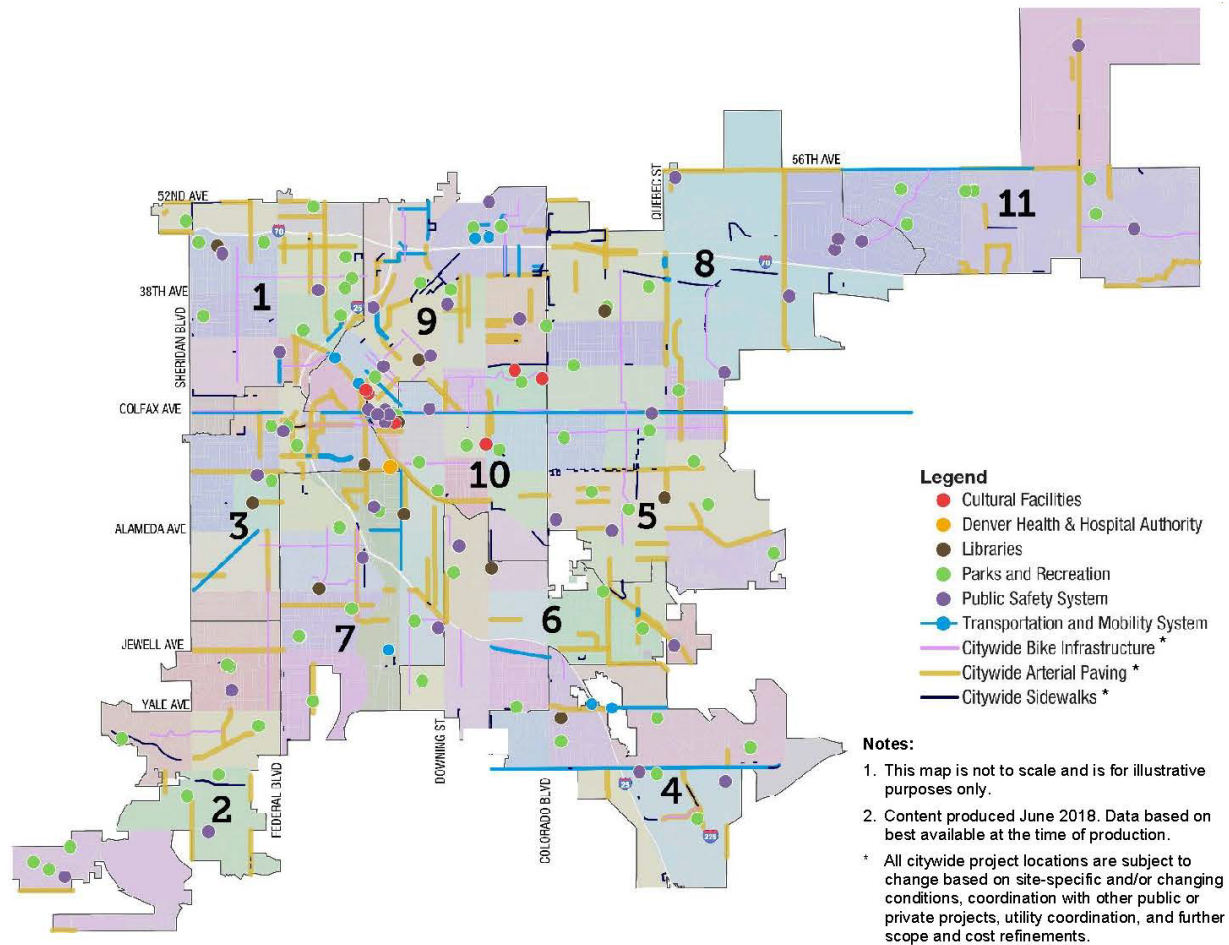 56TH AVE
QUEBEC ST
52ND AVE
70
11
8
70
38TH AVE
1
25
9
SHERIDAN BLVD
COLFAX AVE
10
3
5
ALAMEDA AVE
6
7
JEWELL AVE
YALE AVE
DOWNING ST
FEDERAL BLVD
COLORADO BLVD
2
25
4
225
Legend
Cultural Facilities
Denver Health & Hospital Authority
Libraries
Parks and Recreation
Public Safety System
Transportation and Mobility System
Citywide Bike Infrastructure *
Citywide Arterial Paving *
Citywide Sidewalks *
Notes:
1. This map is not to scale and is for illustrative
purposes only.
2. Content produced June 2018. Data based on
best available at the time of production.
* All citywide project locations are subject to
change based on site-specific and/or changing
conditions, coordination with other public or
private projects, utility coordination, and further
scope and cost refinements.